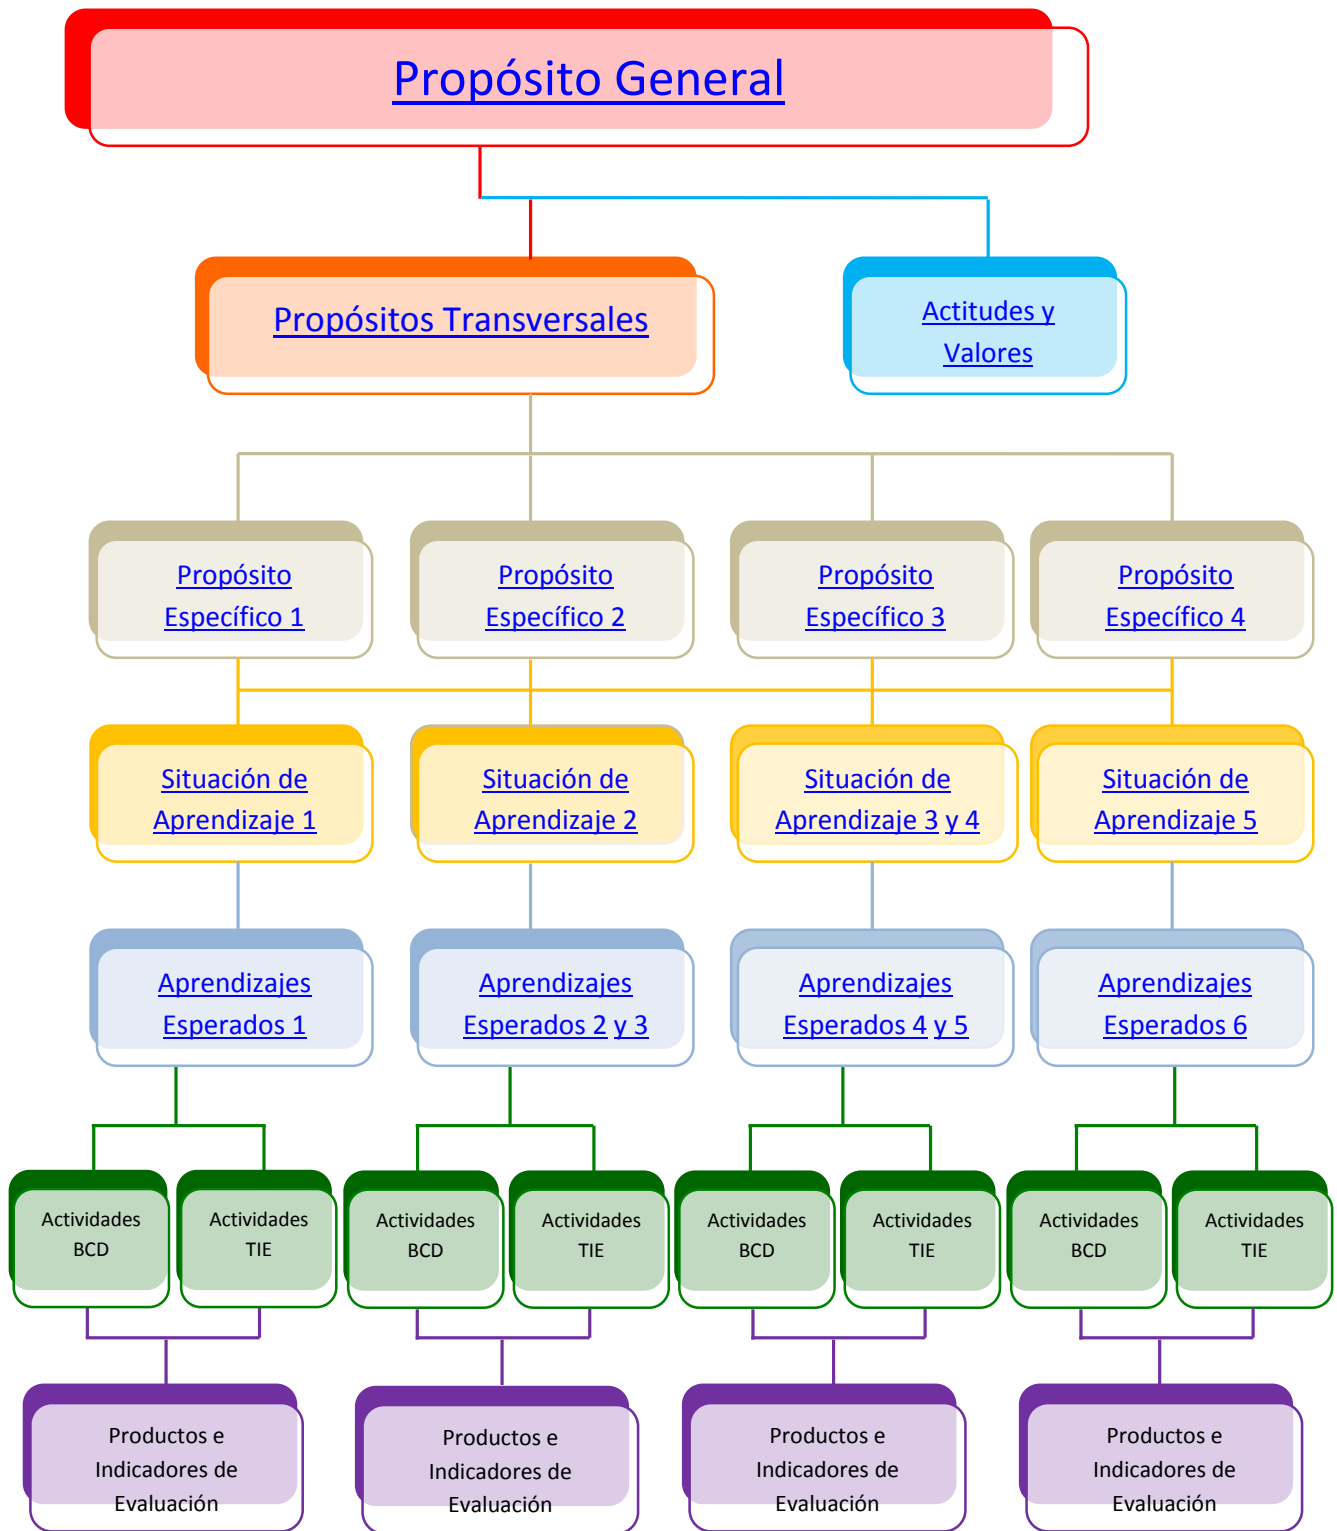 Propósito General
Propósitos Transversales
Actitudes y
Valores
Propósito
Específico 1
Propósito
Específico 2
Propósito
Específico 3
Propósito
Específico 4
Situación de
Aprendizaje 1
Situación de
Aprendizaje 2
Situación de
Aprendizaje 3 y 4
Situación de
Aprendizaje 5
Aprendizajes
Esperados 1
Aprendizajes
Esperados 2 y 3
Aprendizajes
Esperados 4 y 5
Aprendizajes
Esperados 6
Actividades
BCD
Actividades
TIE
Actividades
BCD
Actividades
TIE
Actividades
BCD
Actividades
TIE
Actividades
BCD
Actividades
TIE
Productos e
Indicadores de
Evaluación
Productos e
Indicadores de
Evaluación
Productos e
Indicadores de
Evaluación
Productos e
Indicadores de
Evaluación